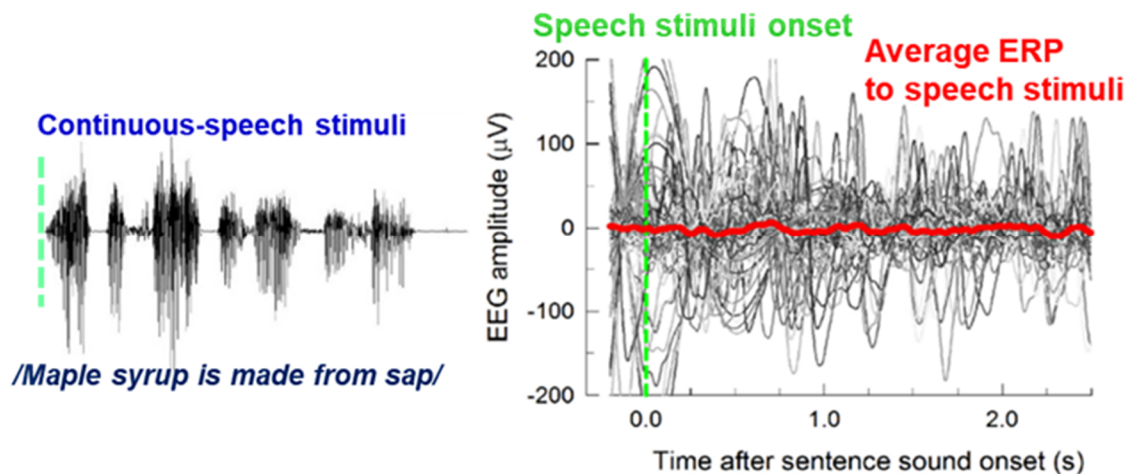 Continuous-speech stimuli
/Maple syrup is made from sap/
Speech stimuli onset
Average ERP
to speech stimuli
EEG amplitude (μV)
200
100
0
-100
-200
0.0
1.0
2.0
Time after sentence sound onset (s)